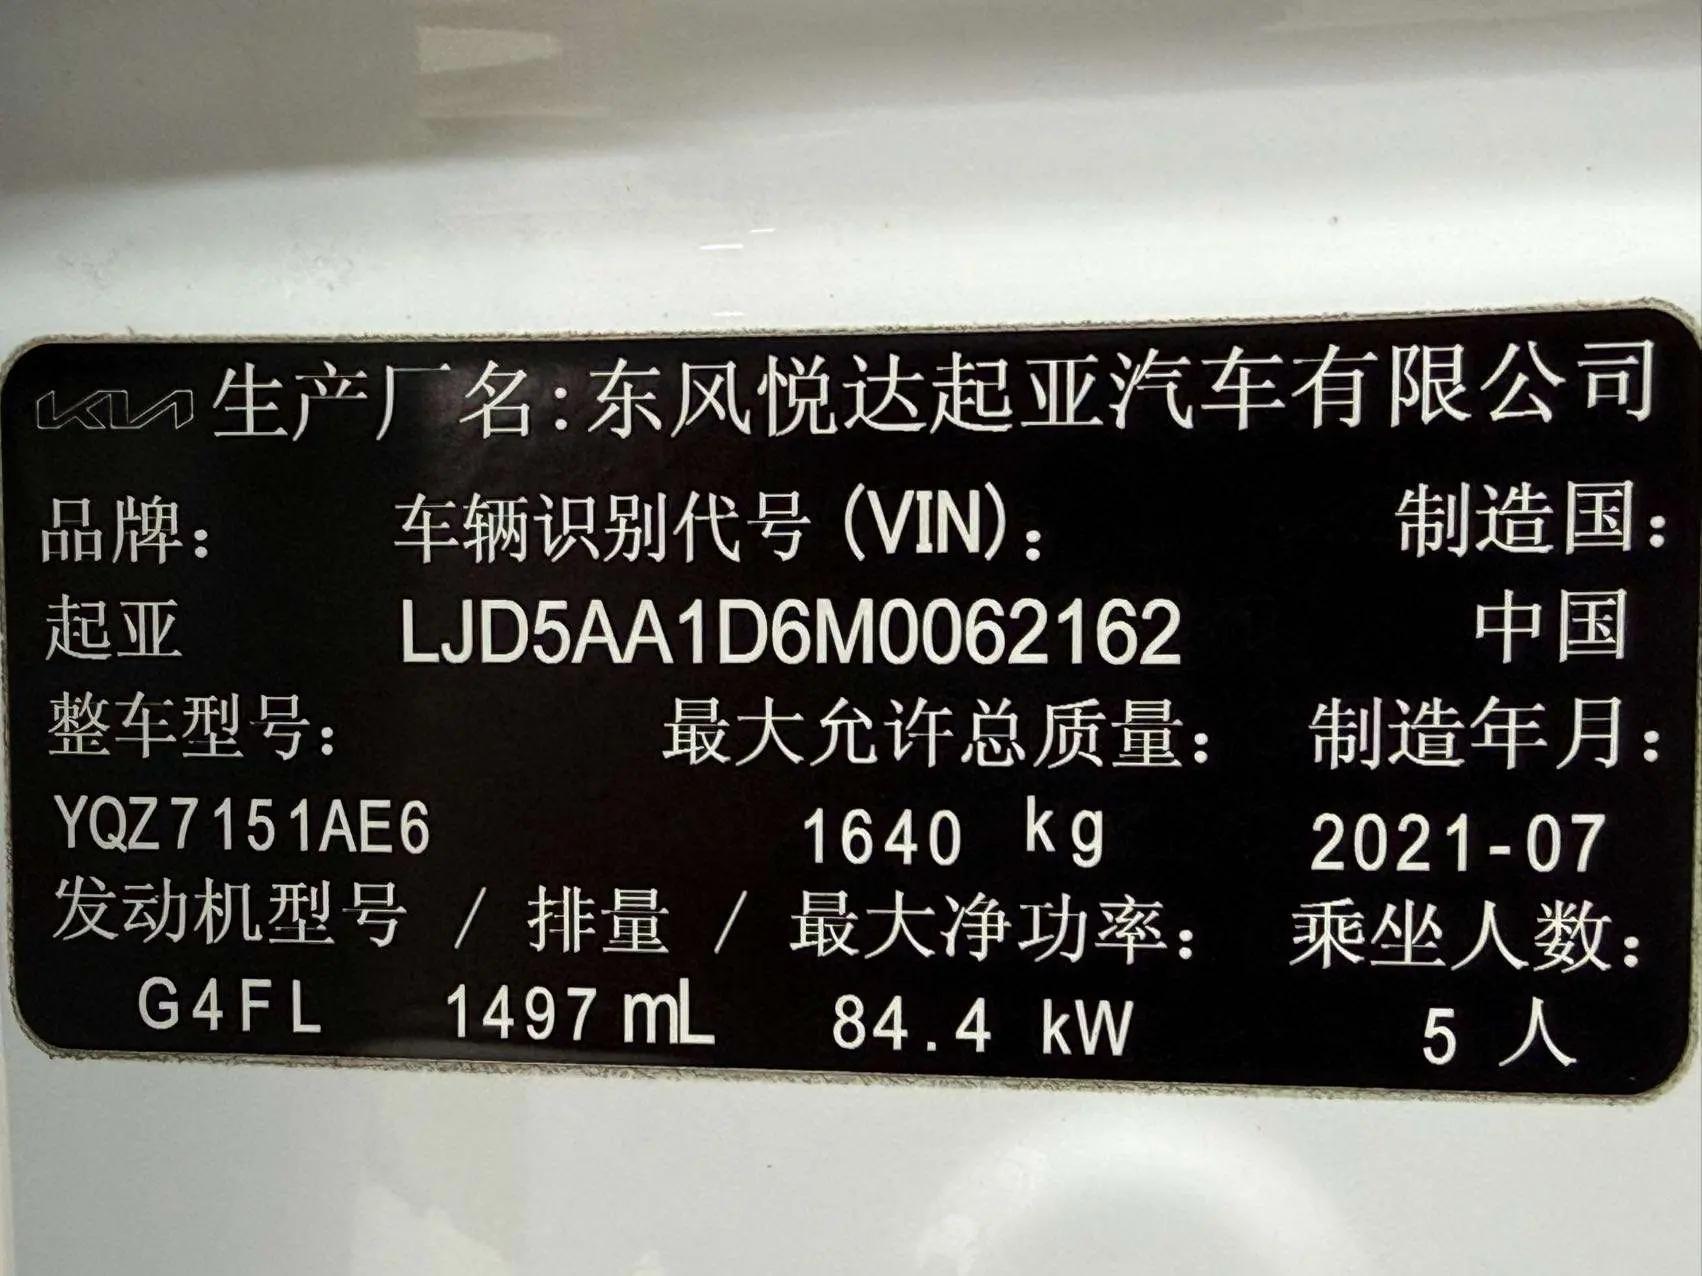 KIA 生产厂名:东风悦达起亚汽车有限公司
品牌: 车辆识别代号(VIN): 制造国:
起亚 LJD5AA1D6M0062162 中国
整车型号: 最大允许总质量: 制造年月:
YQZ7151AE6 1640 kg 2021-07
发动机型号 / 排量 / 最大净功率: 乘坐人数:
G4FL 1497 mL 84.4 kW 5 人